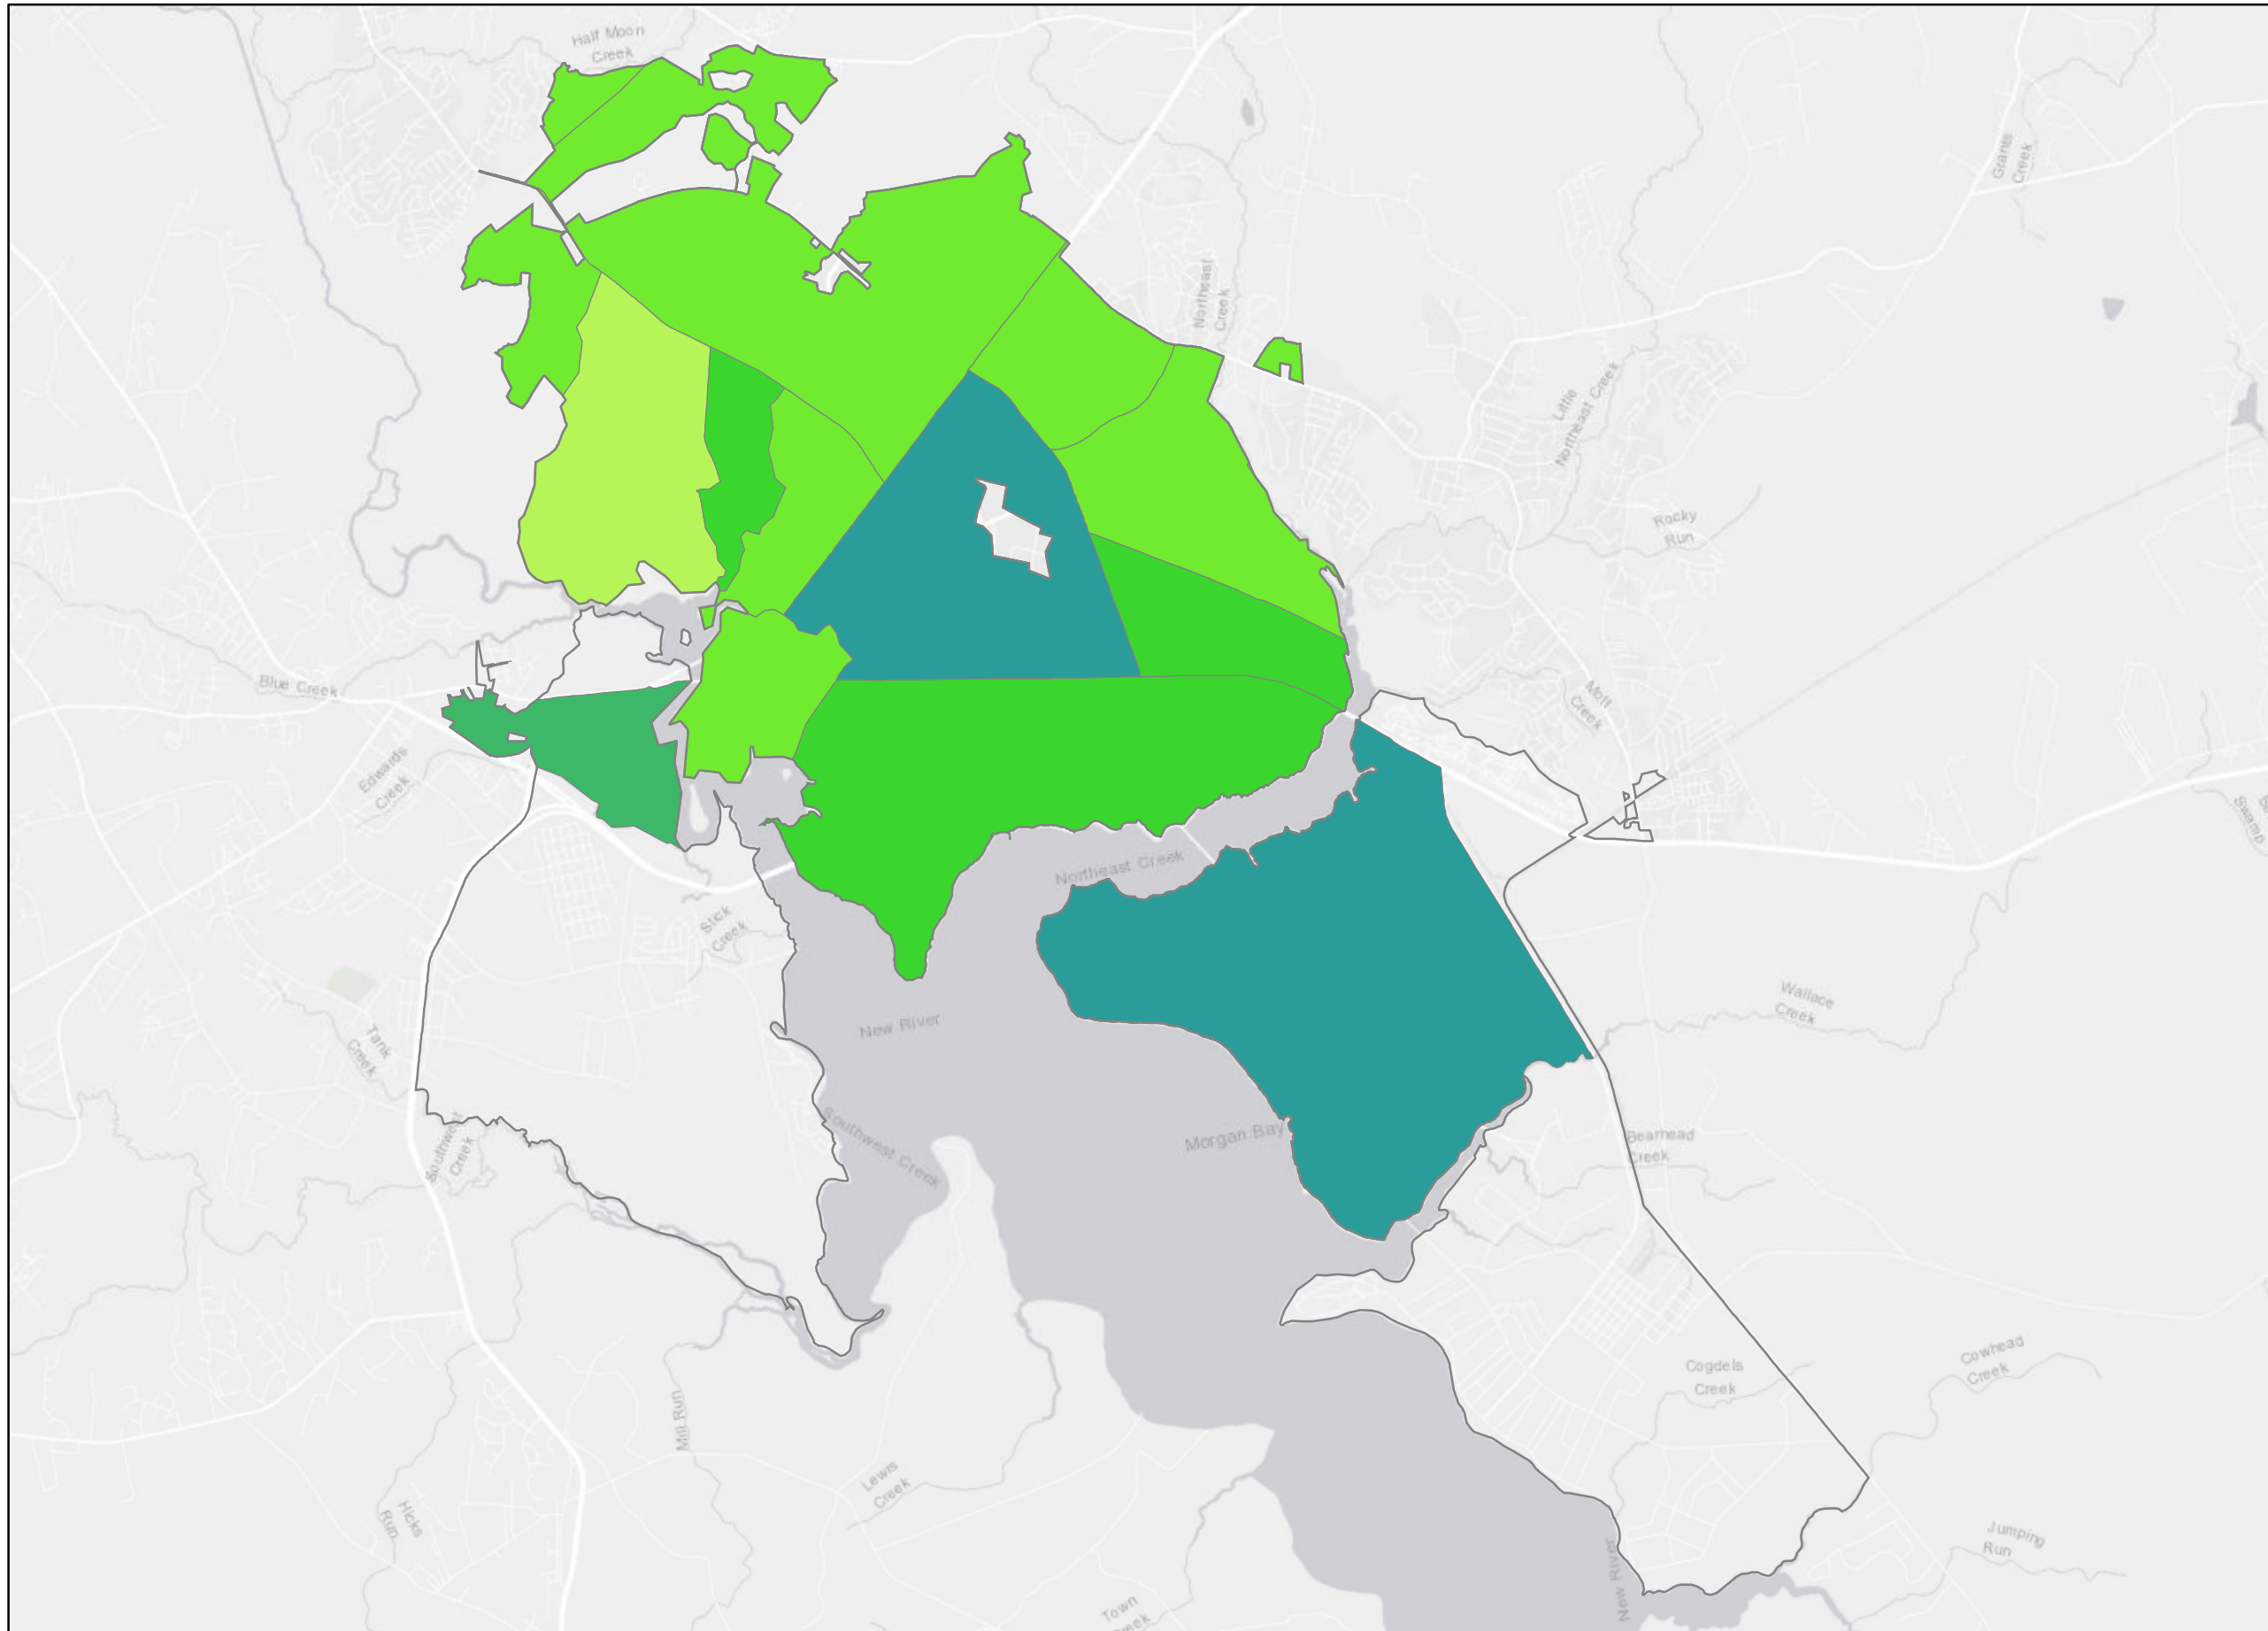 Half Moon
Creek
Grants
Creek
Northeast
Creek
Little
Northeast Creek
Rocky
Run
Blue Creek
Mott
Creek
Edwards
Creek
Swamp
Northeast Creek
Stick
Creek
New River
Wallace
Creek
Tank
Creek
Southwest
Creek
Southwest Creek
Morgan Bay
Bearhead
Creek
Cogdels
Creek
Cowhead
Creek
Mill Run
Lewis
Creek
Hicks
Run
Jumping
Run
New River
Town